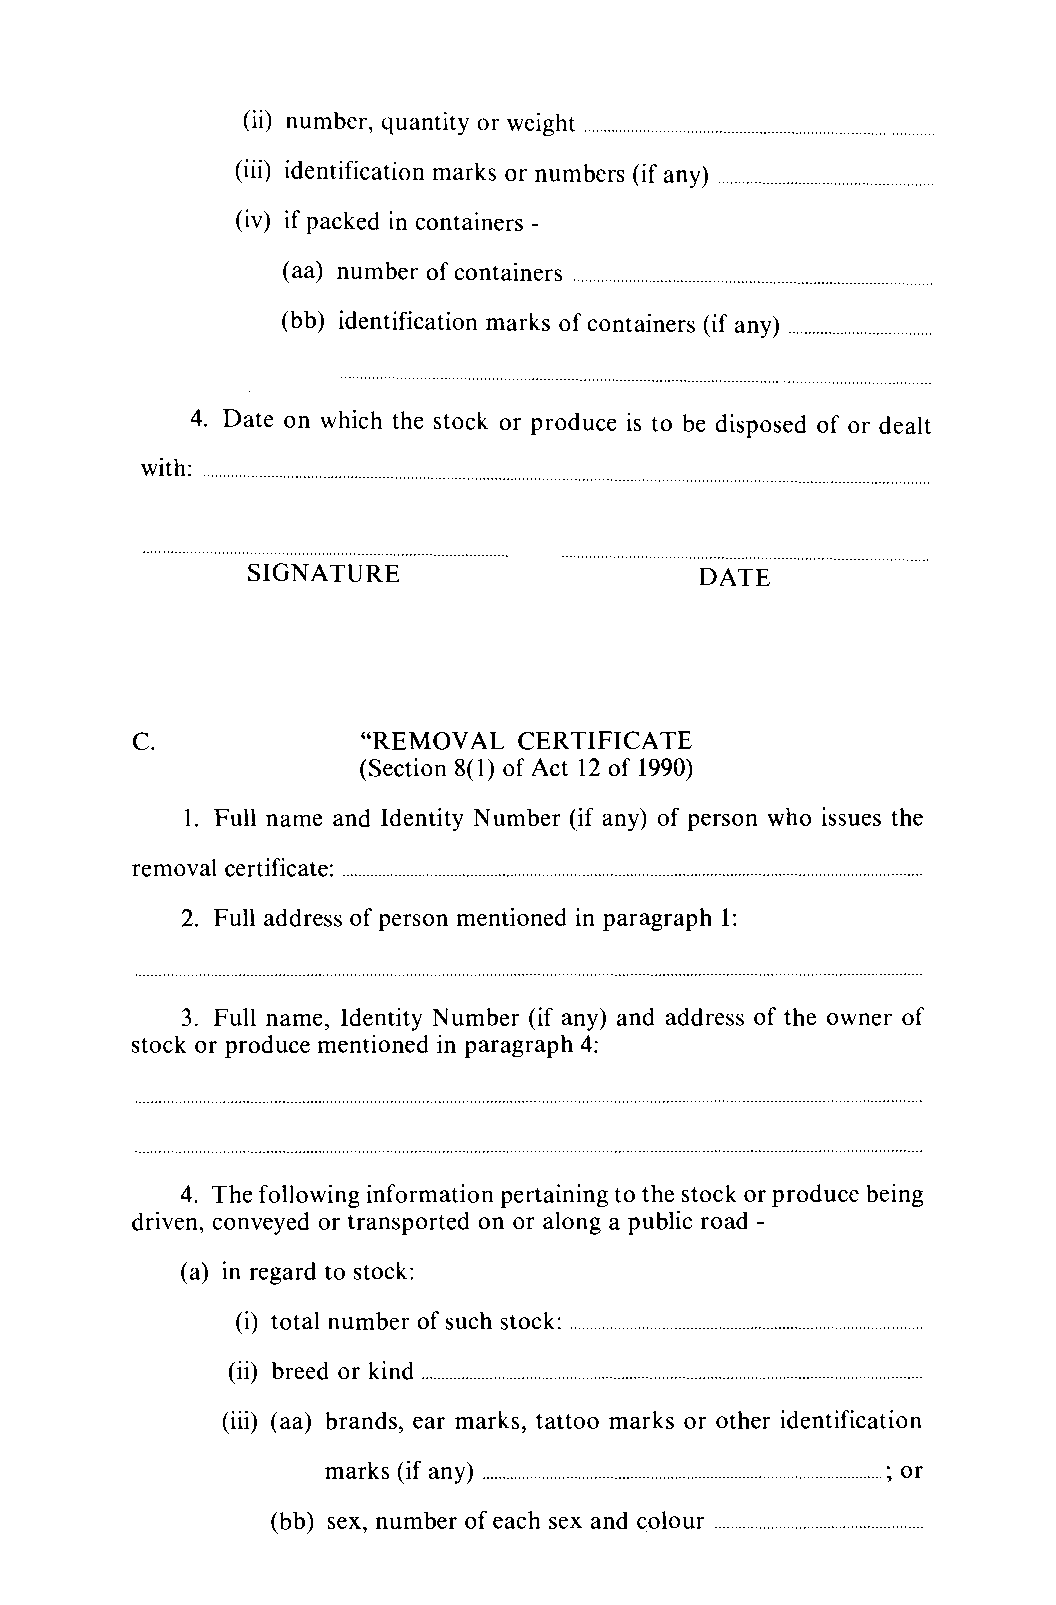 (ii) number, quantity or weight ....................
(iii) identification marks or numbers (if any) ....................
(iv) if packed in containers -
(aa) number of containers ....................
(bb) identification marks of containers (if any) ....................
....................
4. Date on which the stock or produce is to be disposed of or dealt
with: ....................
.................... ....................
SIGNATURE DATE
C. “REMOVAL CERTIFICATE
(Section 8(1) of Act 12 of 1990)
1. Full name and Identity Number (if any) of person who issues the
removal certificate: ....................
2. Full address of person mentioned in paragraph 1:
....................
3. Full name, Identity Number (if any) and address of the owner of
stock or produce mentioned in paragraph 4:
....................
....................
4. The following information pertaining to the stock or produce being
driven, conveyed or transported on or along a public road -
(a) in regard to stock:
(i) total number of such stock: ....................
(ii) breed or kind ....................
(iii) (aa) brands, ear marks, tattoo marks or other identification
marks (if any) .................... ; or
(bb) sex, number of each sex and colour ....................